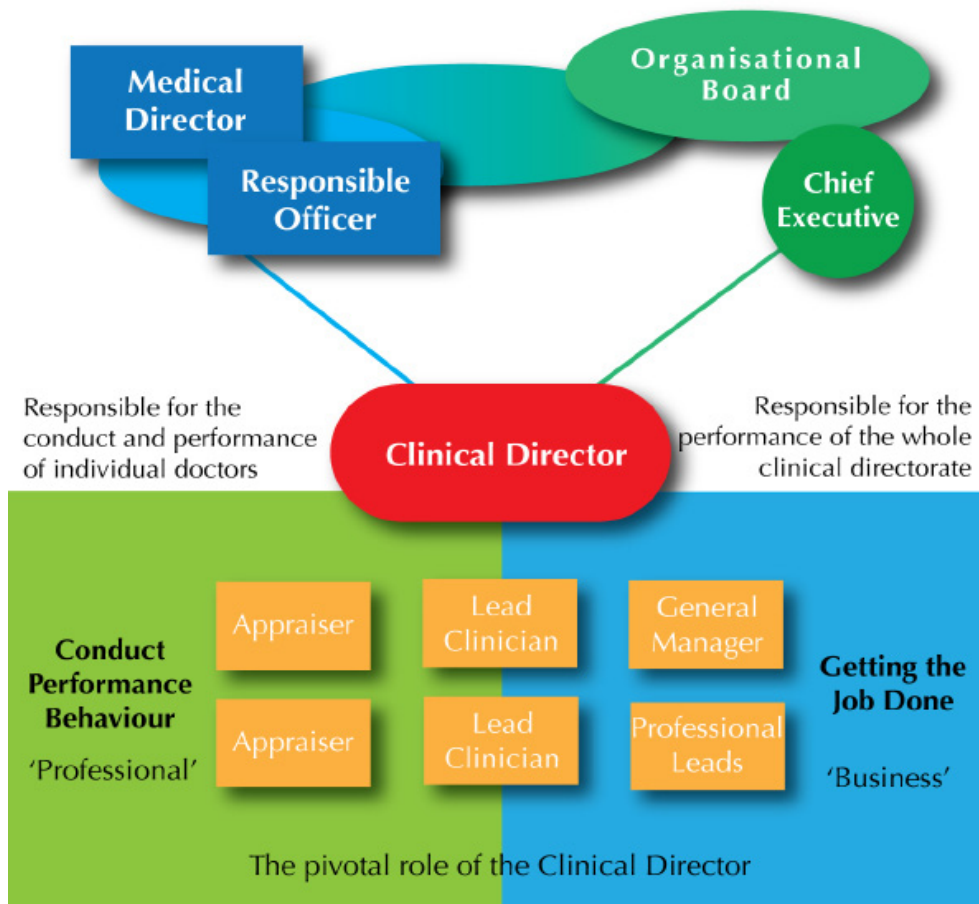 Medical
Director
Organisational
Board
Responsible
Officer
Chief
Executive
Responsible for the
conduct and performance
of individual doctors
Clinical Director
Responsible for the
performance of the whole
clinical directorate
Conduct
Performance
Behaviour
'Professional'
Appraiser
Lead
Clinician
General
Manager
Appraiser
Lead
Clinician
Professional
Leads
Getting the
Job Done
'Business'
The pivotal role of the Clinical Director